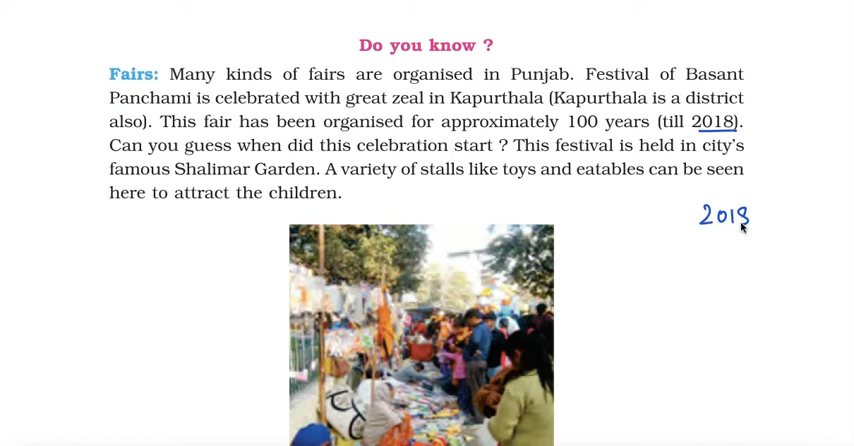 Do you know ?
Fairs: Many kinds of fairs are organised in Punjab. Festival of Basant
Panchami is celebrated with great zeal in Kapurthala (Kapurthala is a district
also). This fair has been organised for approximately 100 years (till 2018).
Can you guess when did this celebration start ? This festival is held in city's
famous Shalimar Garden. A variety of stalls like toys and eatables can be seen
here to attract the children.
2018